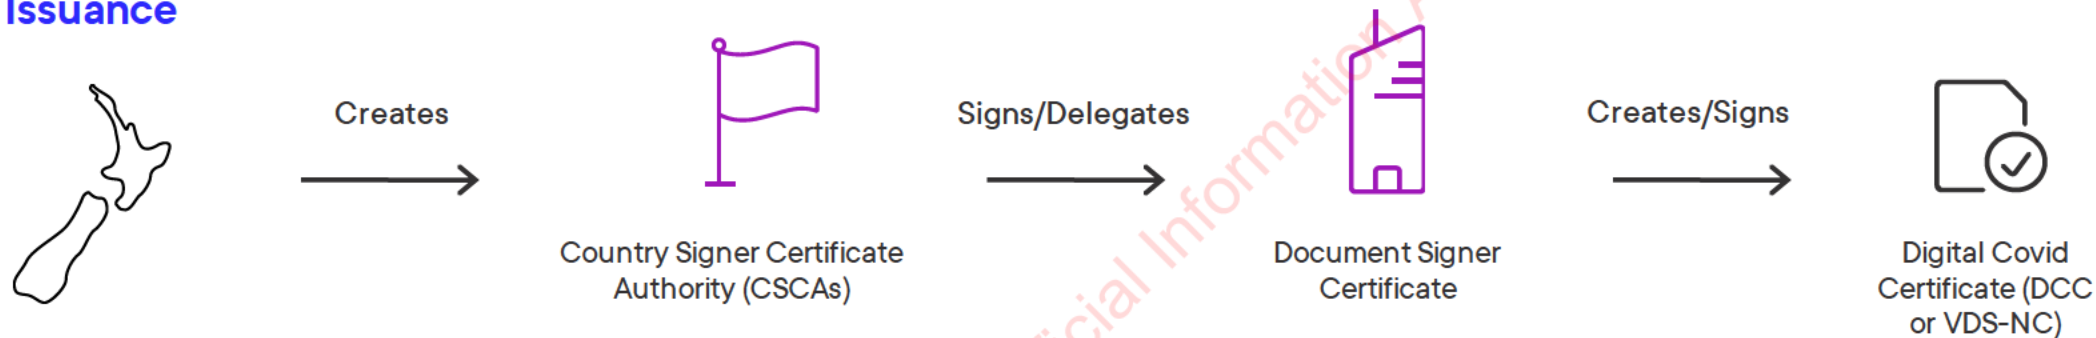 Issuance
Creates
Signs/Delegates
Creates/Signs
Country Signer Certificate
Authority (CSCAs)
Document Signer
Certificate
Digital Covid
Certificate (DCC
or VDS-NC)
Information